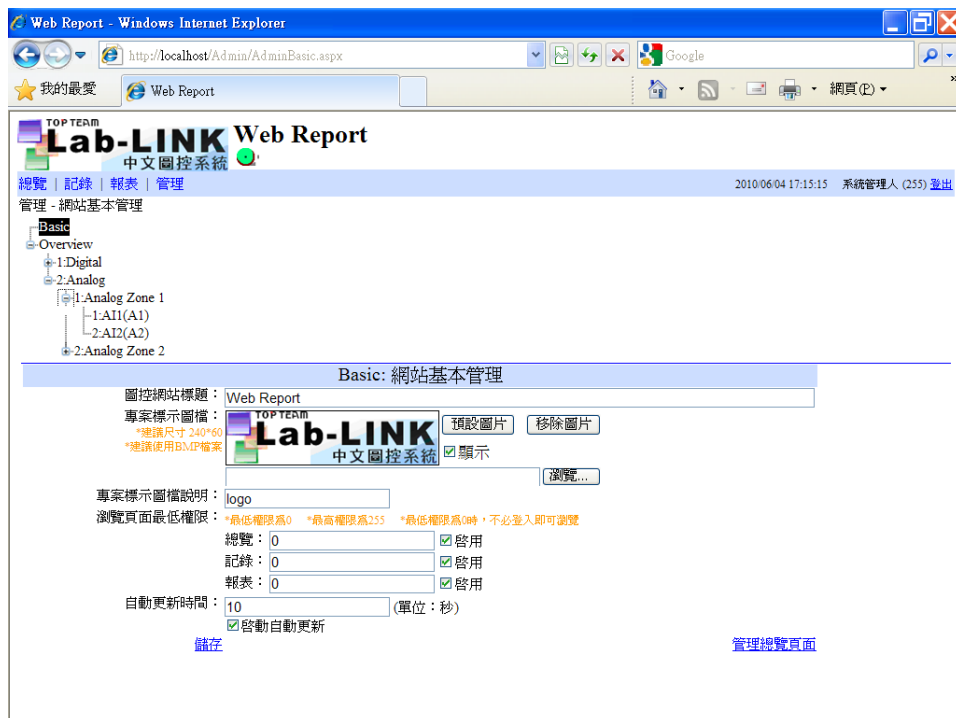 Web Report - Windows Internet Explorer
http://localhost/Admin/AdminBasic.aspx
Google
我的最愛
Web Report
網頁(P)
»
TOP TEAM
Lab-LINK
中文圖控系統
Web Report
總覽 | 記錄 | 報表 | 管理
2010/06/04 17:15:15 系統管理人 (255) 登出
管理 - 網站基本管理
Basic
Overview
1:Digital
2:Analog
1:Analog Zone 1
1:AI1(A1)
2:AI2(A2)
2:Analog Zone 2
Basic: 網站基本管理
圖控網站標題：Web Report
專案標示圖檔：
*建議尺寸 240*60
*建議使用BMP檔案
TOP TEAM
Lab-LINK
中文圖控系統
預設圖片 移除圖片
顯示
瀏覽...
專案標示圖檔說明：logo
瀏覽頁面最低權限：*最低權限為0 *最高權限為255 *最低權限為0時，不必登入即可瀏覽
總覽：0 啓用
記錄：0 啓用
報表：0 啓用
自動更新時間：10 (單位：秒)
啓動自動更新
儲存 管理總覽頁面